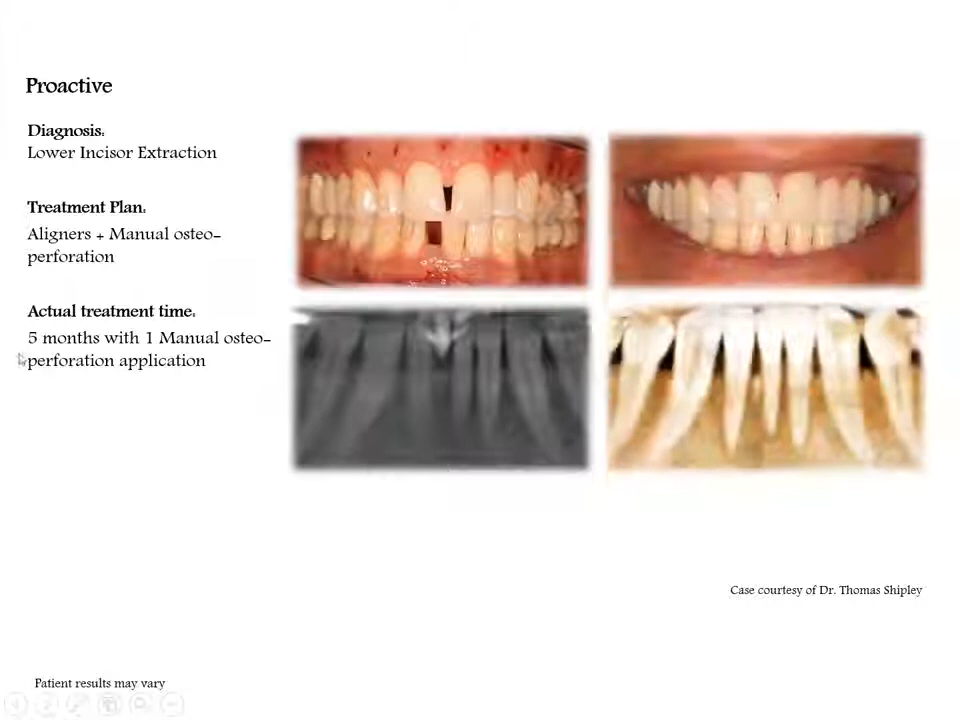 Proactive
Diagnosis:
Lower Incisor Extraction
Treatment Plan:
Aligners + Manual osteo-
perforation
Actual treatment time:
5 months with 1 Manual osteo-
perforation application
Case courtesy of Dr. Thomas Shipley
Patient results may vary